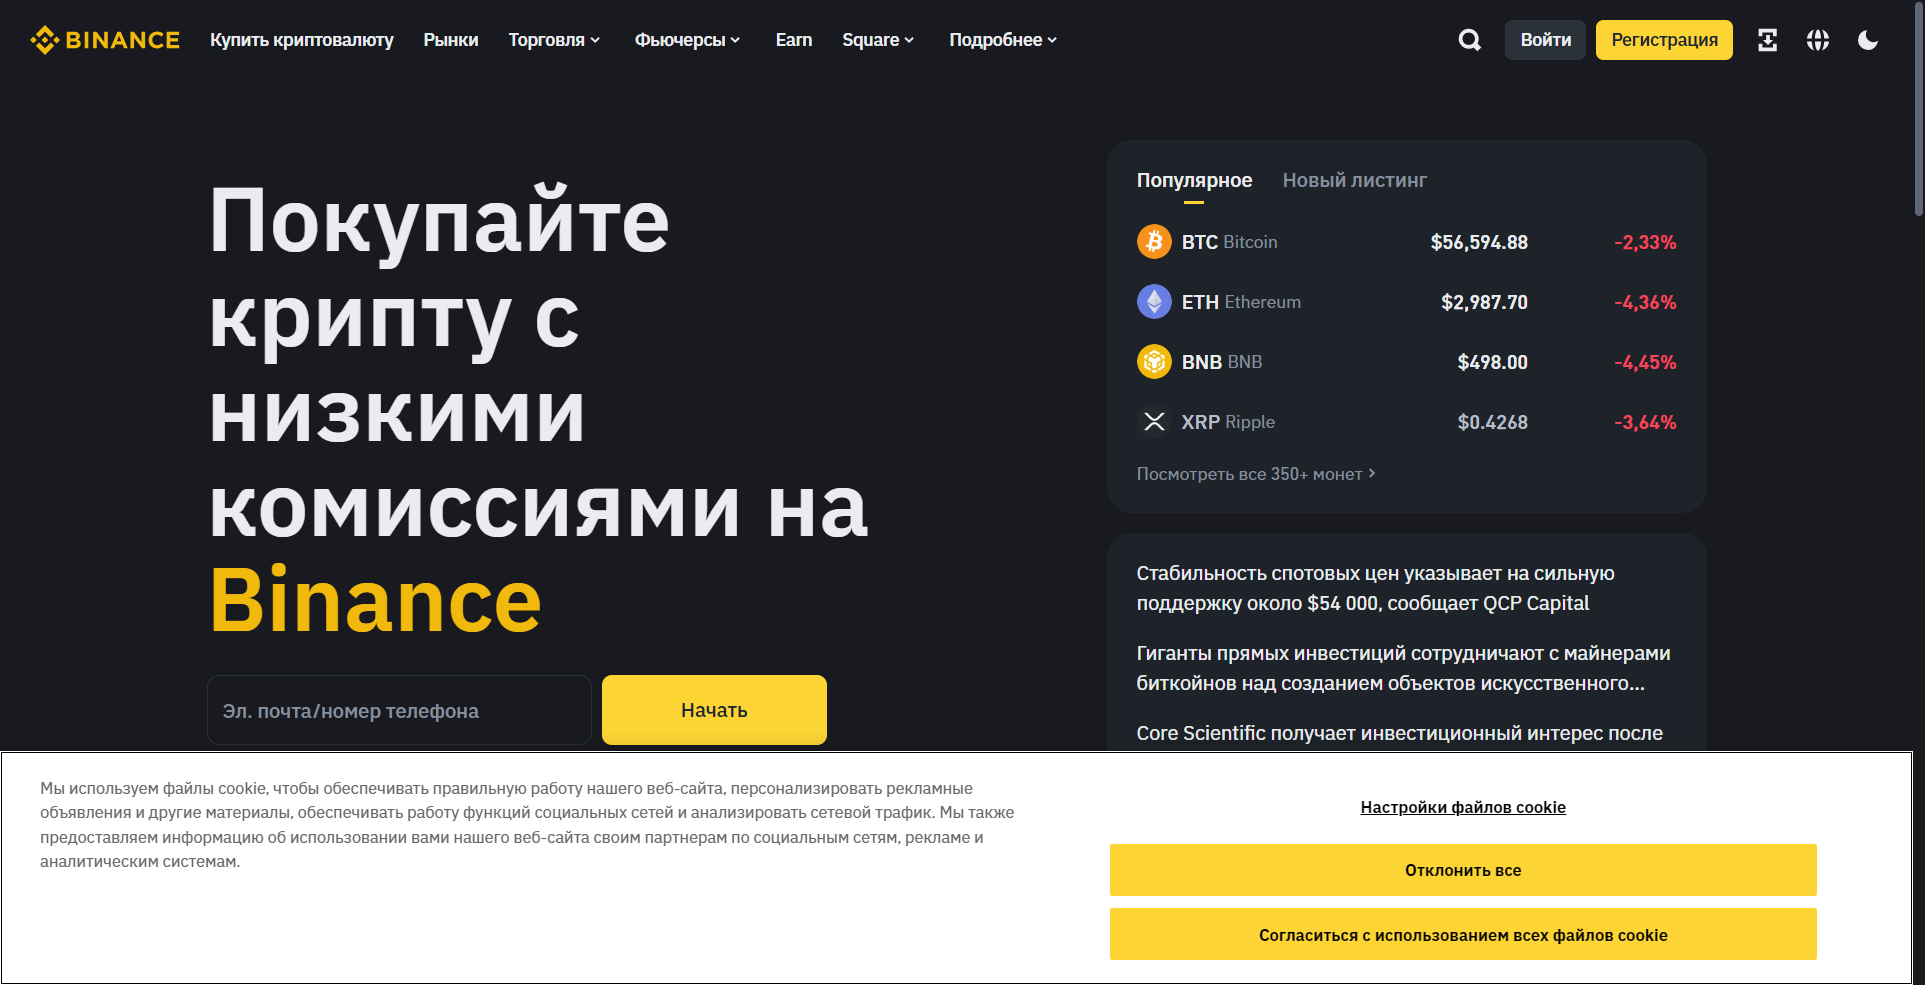 BINANCE Купить криптовалюту Рынки Торговля Фьючерсы Earn Square Подробнее Войти Регистрация
Покупайте
крипту с
низкими
комиссиями на
Binance
Эл. почта/номер телефона Начать
Популярное Новый листинг
BTC Bitcoin $56,594.88 -2,33%
ETH Ethereum $2,987.70 -4,36%
BNB BNB $498.00 -4,45%
XRP Ripple $0.4268 -3,64%
Посмотреть все 350+ монет
Стабильность спотовых цен указывает на сильную
поддержку около $54 000, сообщает QCP Capital
Гиганты прямых инвестиций сотрудничают с майнерами
биткойнов над созданием объектов искусственного...
Core Scientific получает инвестиционный интерес после
Мы используем файлы cookie, чтобы обеспечивать правильную работу нашего веб-сайта, персонализировать рекламные
объявления и другие материалы, обеспечивать работу функций социальных сетей и анализировать сетевой трафик. Мы также
предоставляем информацию об использовании вами нашего веб-сайта своим партнерам по социальным сетям, рекламе и
аналитическим системам.
Настройки файлов cookie
Отклонить все
Согласиться с использованием всех файлов cookie